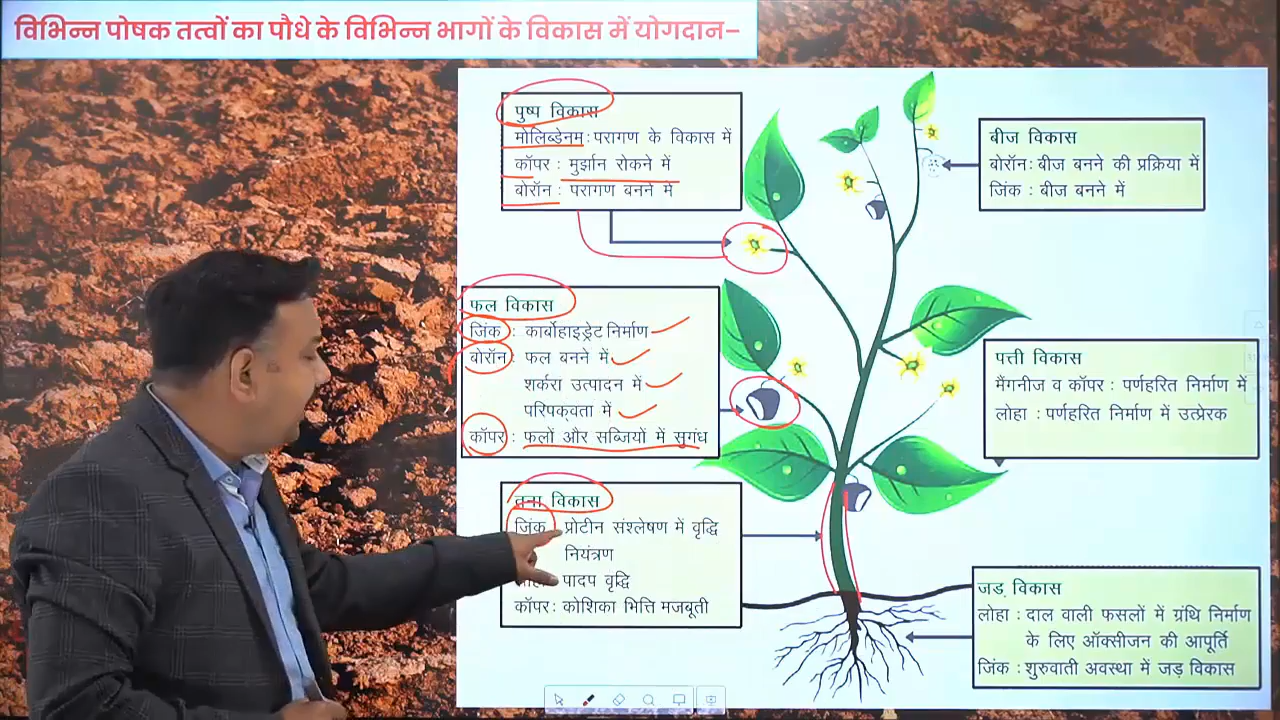 विभिन्न पोषक तत्वों का पौधे के विभिन्न भागों के विकास में योगदान–
पुष्प विकास
मोलिब्डेनम : परागण के विकास में
कॉपर : मुर्झान रोकने में
बोरॉन : परागण बनने में
फल विकास
जिंक : कार्बोहाइड्रेट निर्माण
बोरॉन : फल बनने में
शर्करा उत्पादन में
परिपक्वता में
कॉपर : फलों और सब्जियों में सुगंध
तना विकास
जिंक प्रोटीन संश्लेषण में वृद्धि
नियंत्रण
पादप वृद्धि
कॉपर : कोशिका भित्ति मजबूती
बीज विकास
बोरॉन : बीज बनने की प्रक्रिया में
जिंक : बीज बनने में
पत्ती विकास
मैंगनीज व कॉपर : पर्णहरित निर्माण में
लोहा : पर्णहरित निर्माण में उत्प्रेरक
जड़ विकास
लोहा : दाल वाली फसलों में ग्रंथि निर्माण
के लिए ऑक्सीजन की आपूर्ति
जिंक : शुरुवाती अवस्था में जड़ विकास